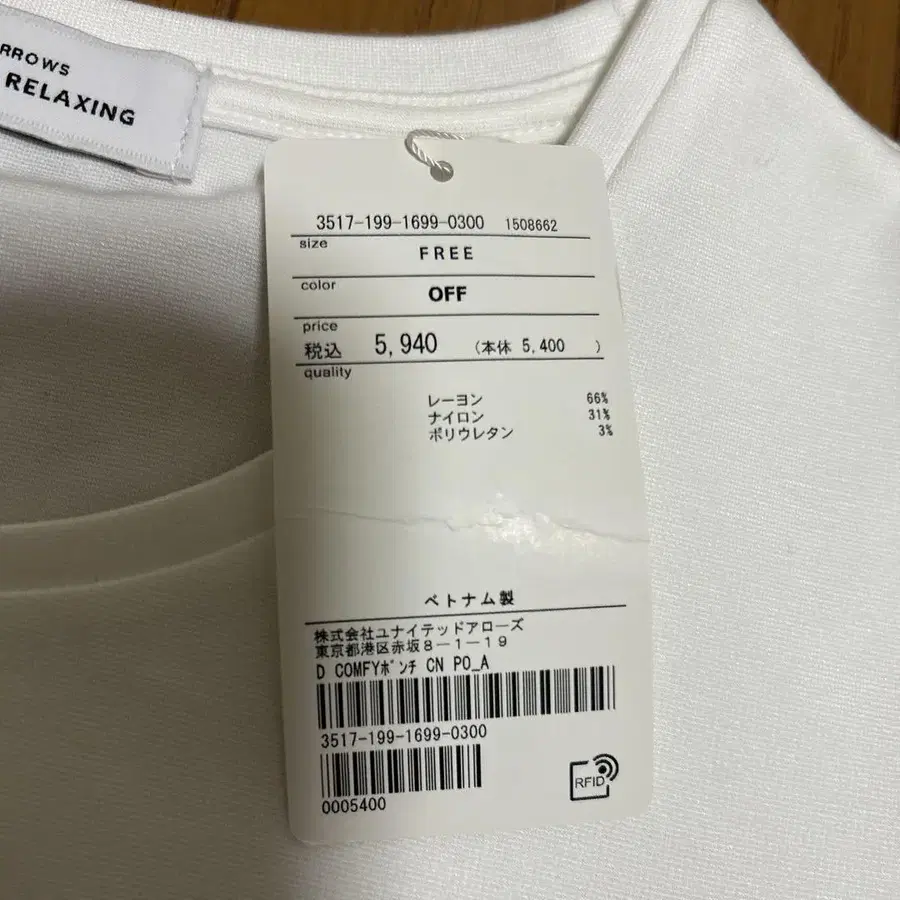 RROWS
RELAXING
3517-199-1699-0300 1508662
size
FREE
color
OFF
price
税込 5,940 (本体 5,400 )
quality
レーヨン 66%
ナイロン 31%
ポリウレタン 3%
ベトナム製
株式会社ユナイテッドアローズ
東京都港区赤坂8-1-19
D COMFYポンチ CN PO_A
3517-199-1699-0300
0005400
RFID